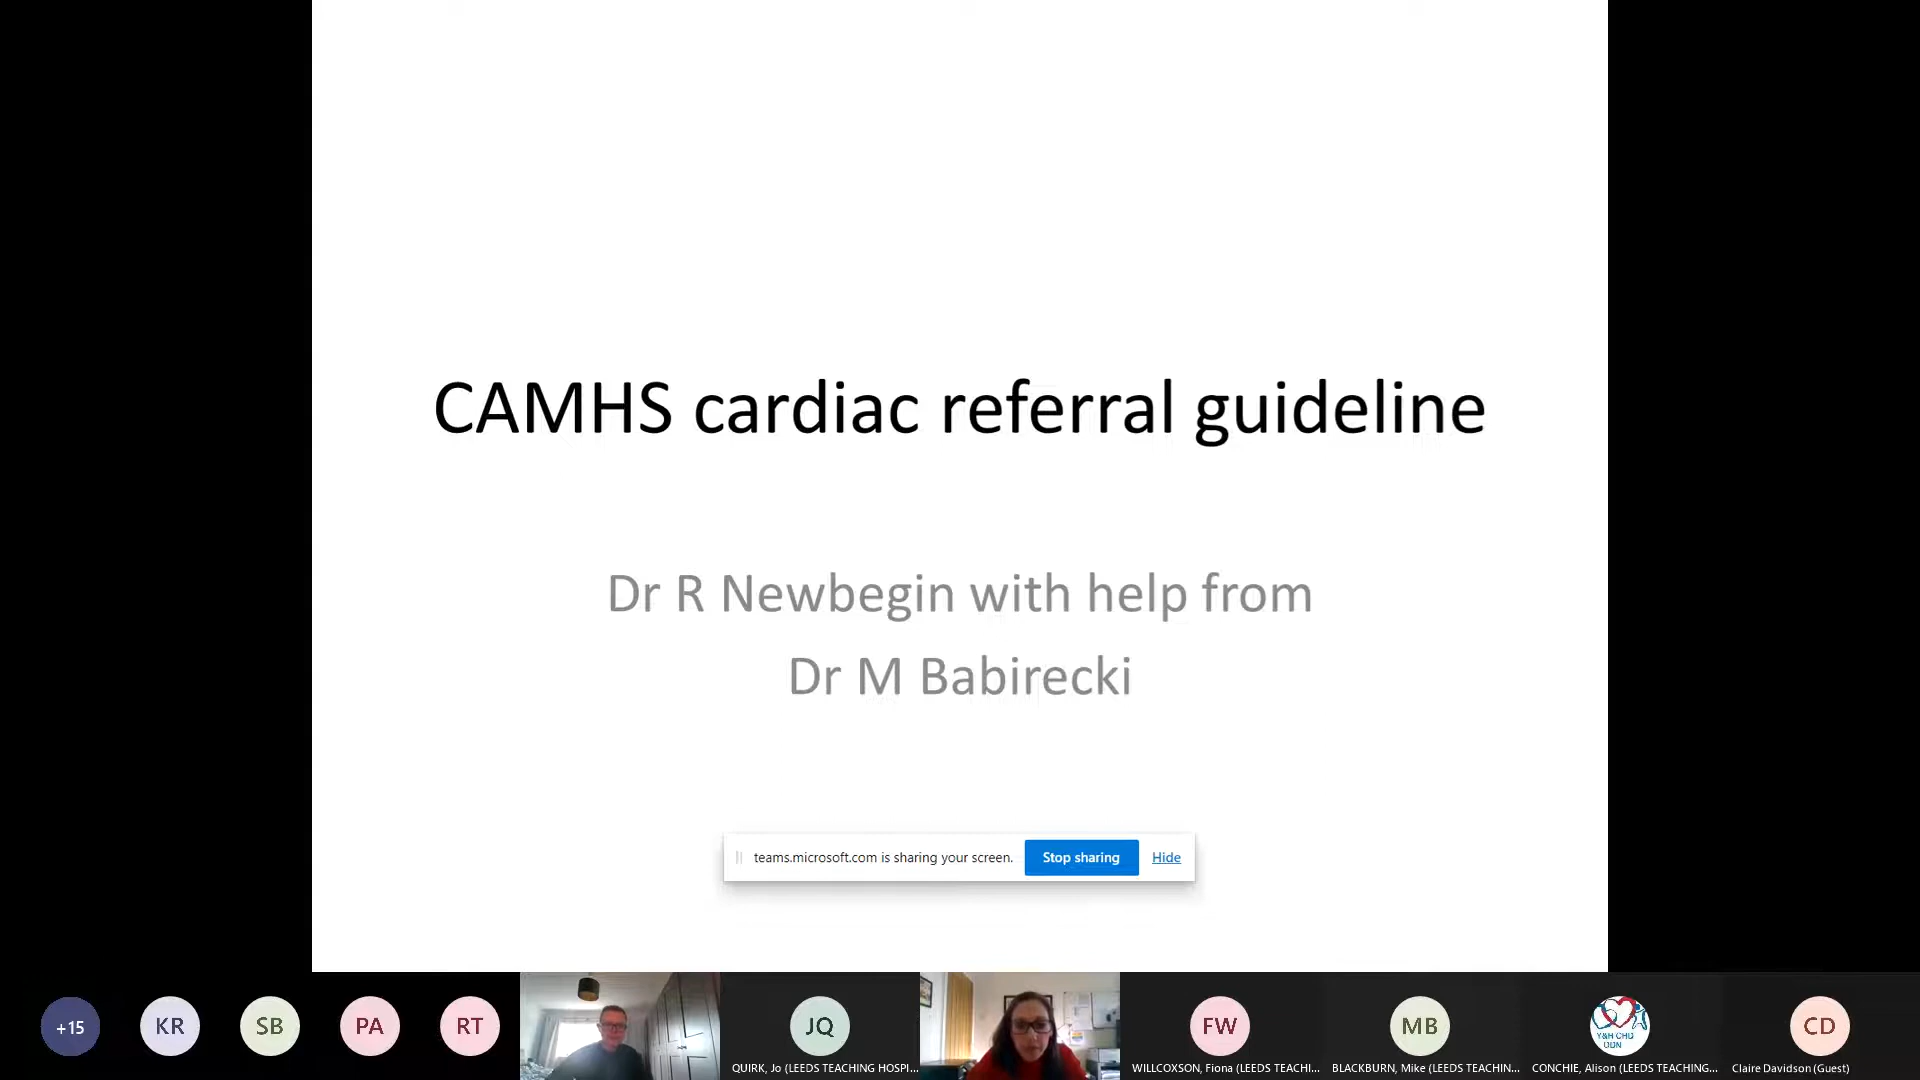 CAMHS cardiac referral guideline
Dr R Newbegin with help from
Dr M Babirecki
teams.microsoft.com is sharing your screen. Stop sharing Hide
+15 KR SB PA RT JQ FW MB Y&H CHD CD
ODN
QUIRK, Jo (LEEDS TEACHING HOSPI... WILLCOXSON, Fiona (LEEDS TEACHI... BLACKBURN, Mike (LEEDS TEACHIN... CONCHIE, Alison (LEEDS TEACHING... Claire Davidson (Guest)